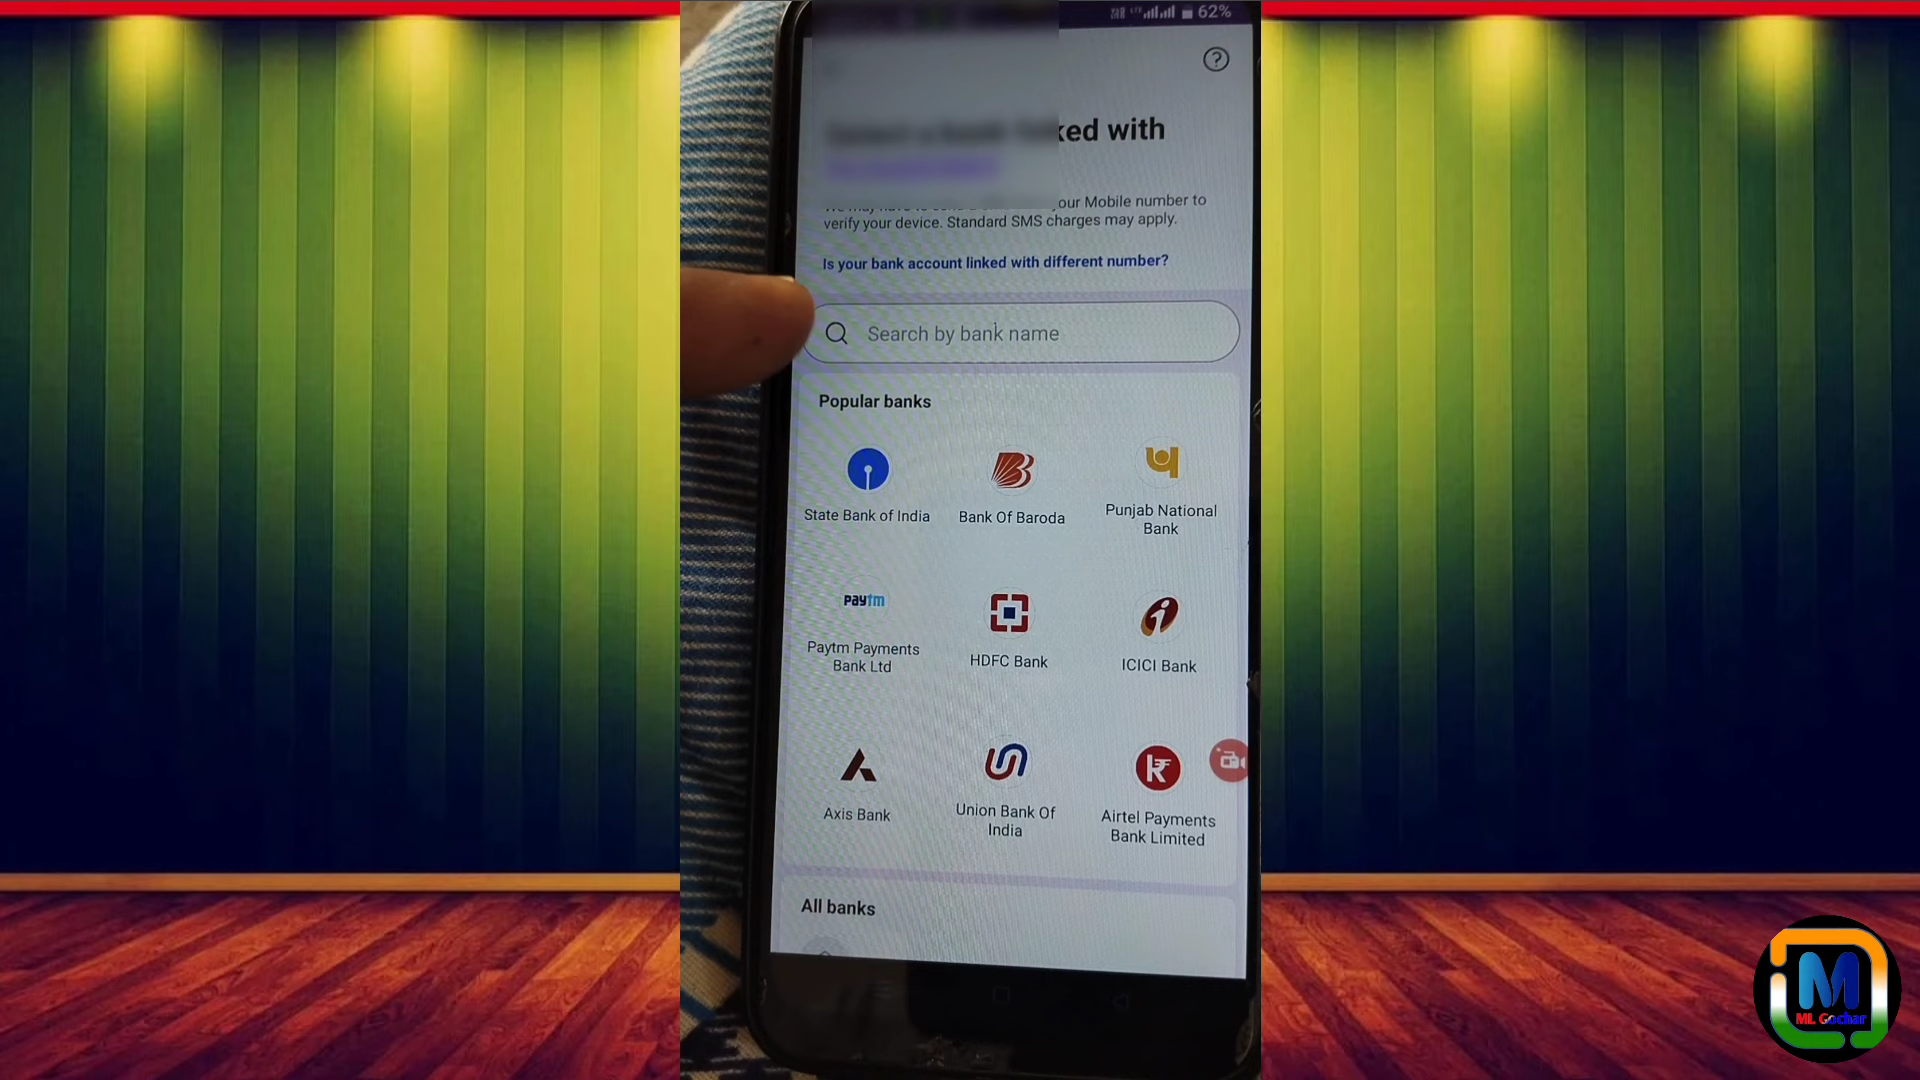 62%
?
ked with
our Mobile number to
verify your device. Standard SMS charges may apply.
Is your bank account linked with different number?
Search by bank name
Popular banks
State Bank of India
Bank Of Baroda
Punjab National
Bank
paytm
Paytm Payments
Bank Ltd
HDFC Bank
ICICI Bank
Axis Bank
Union Bank Of
India
Airtel Payments
Bank Limited
All banks
M
ML Gochar